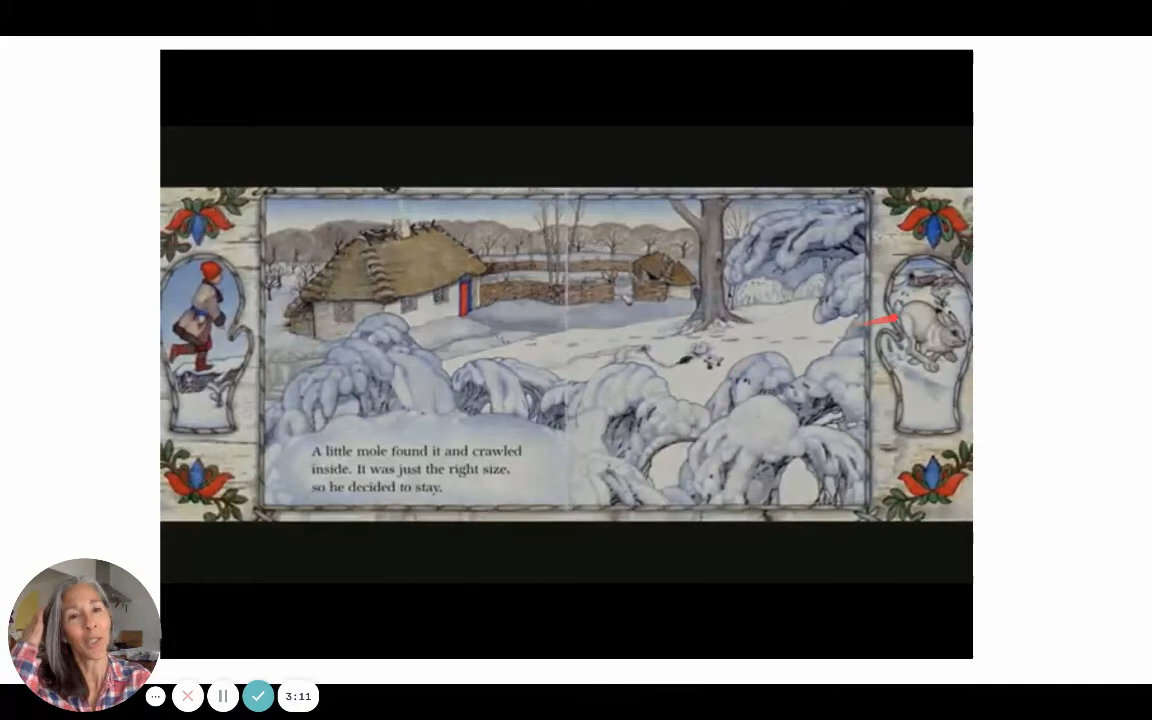 A little mole found it and crawled
inside. It was just the right size,
so he decided to stay.
3:11